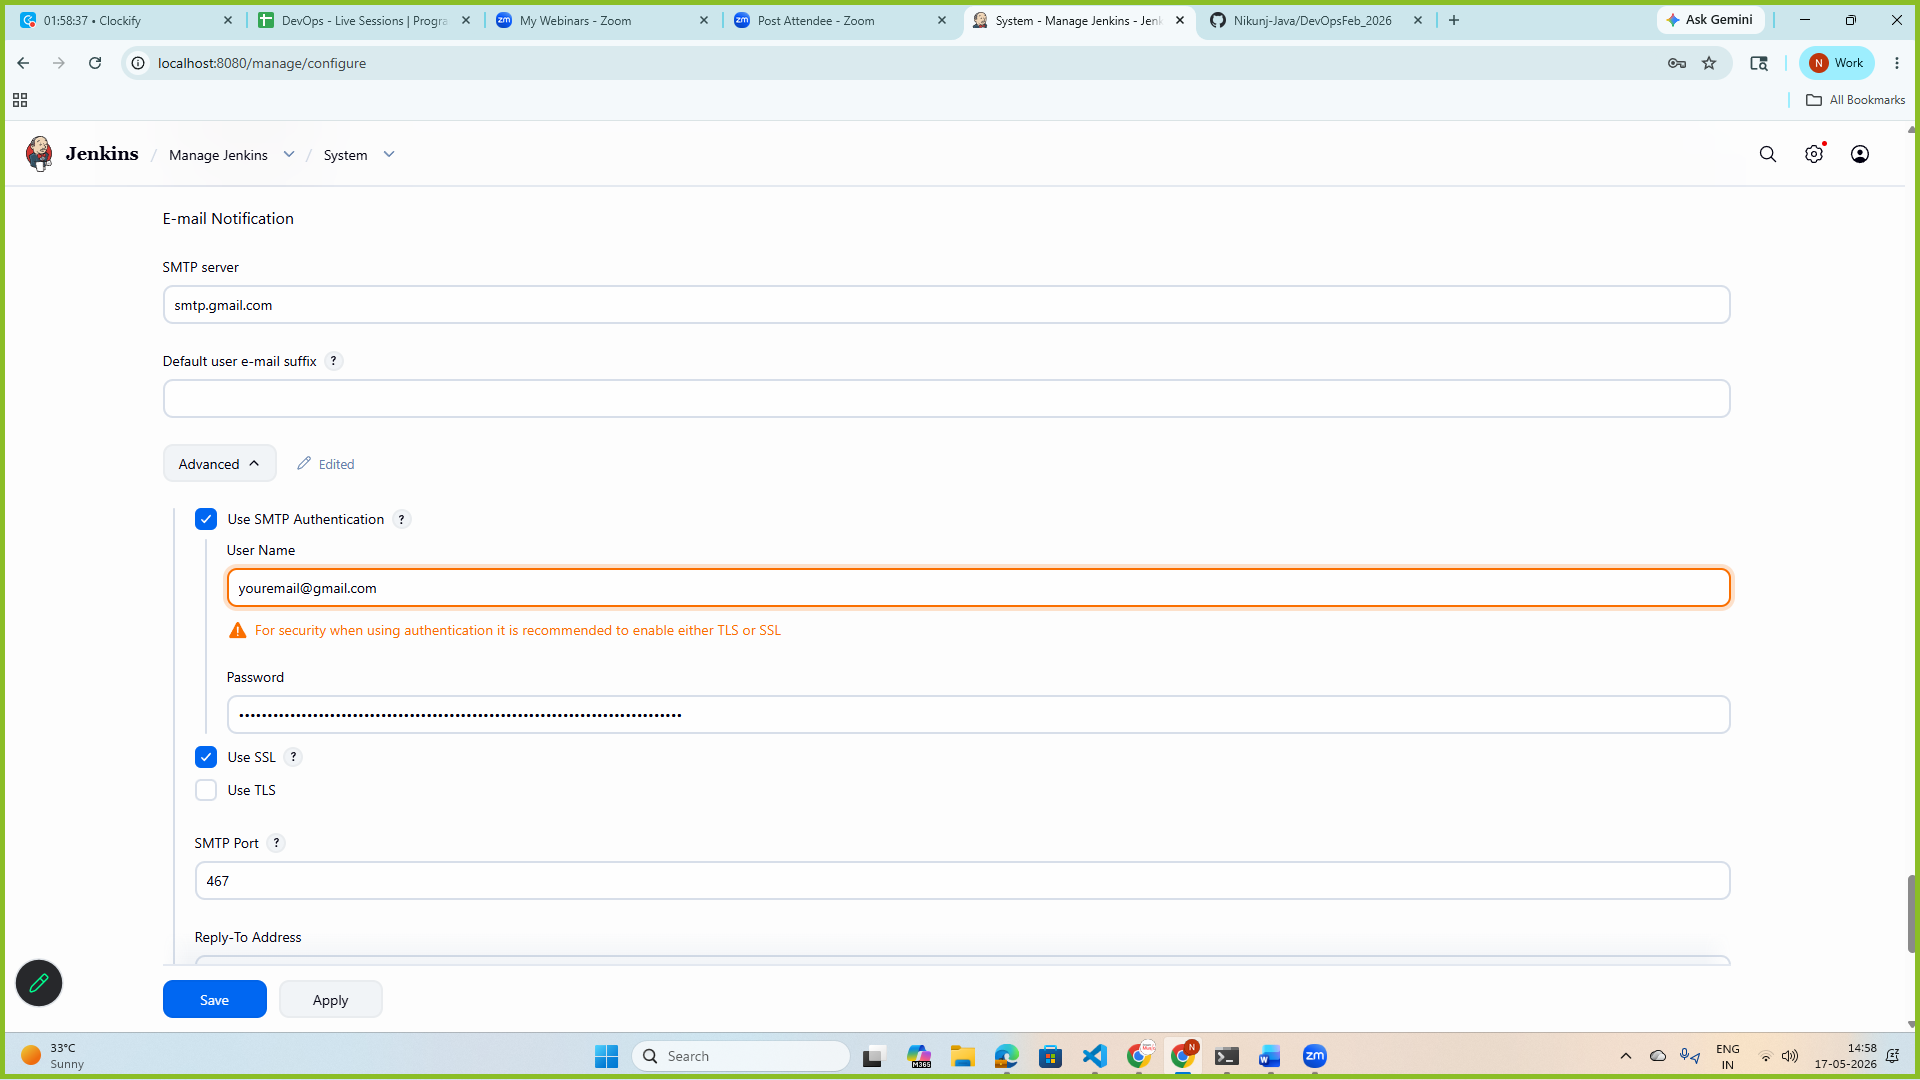 01:58:37 • Clockify
DevOps - Live Sessions | Progra
My Webinars - Zoom
Post Attendee - Zoom
System - Manage Jenkins - Jenk
Nikunj-Java/DevOpsFeb_2026
Ask Gemini
localhost:8080/manage/configure
N
Work
All Bookmarks
Jenkins / Manage Jenkins / System
E-mail Notification
SMTP server
smtp.gmail.com
Default user e-mail suffix ?
Advanced
Edited
Use SMTP Authentication ?
User Name
youremail@gmail.com
For security when using authentication it is recommended to enable either TLS or SSL
Password
Use SSL ?
Use TLS
SMTP Port ?
467
Reply-To Address
Save
Apply
33°C
Sunny
Search
M365
N
zm
ENG
IN
14:58
17-05-2026